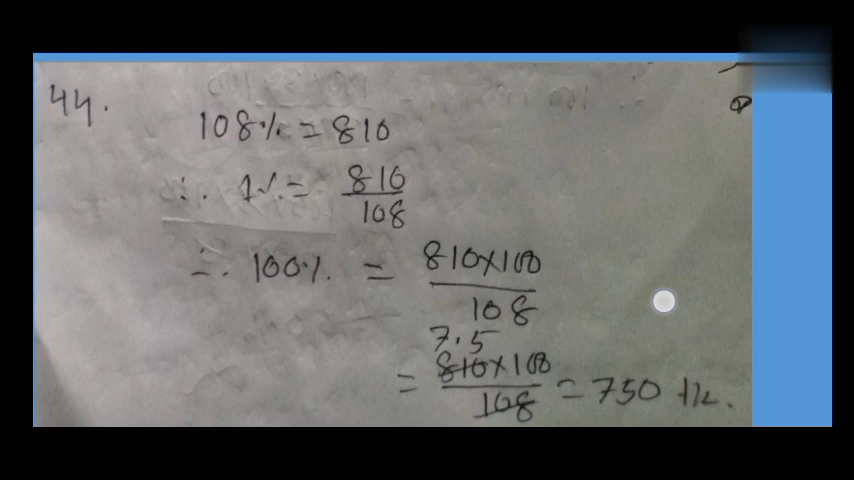 44.
108% = 810
∴ 1% = 810/108
∴ 100% = 810×100/108
7.5
= 810×100/108 = 750 tk.